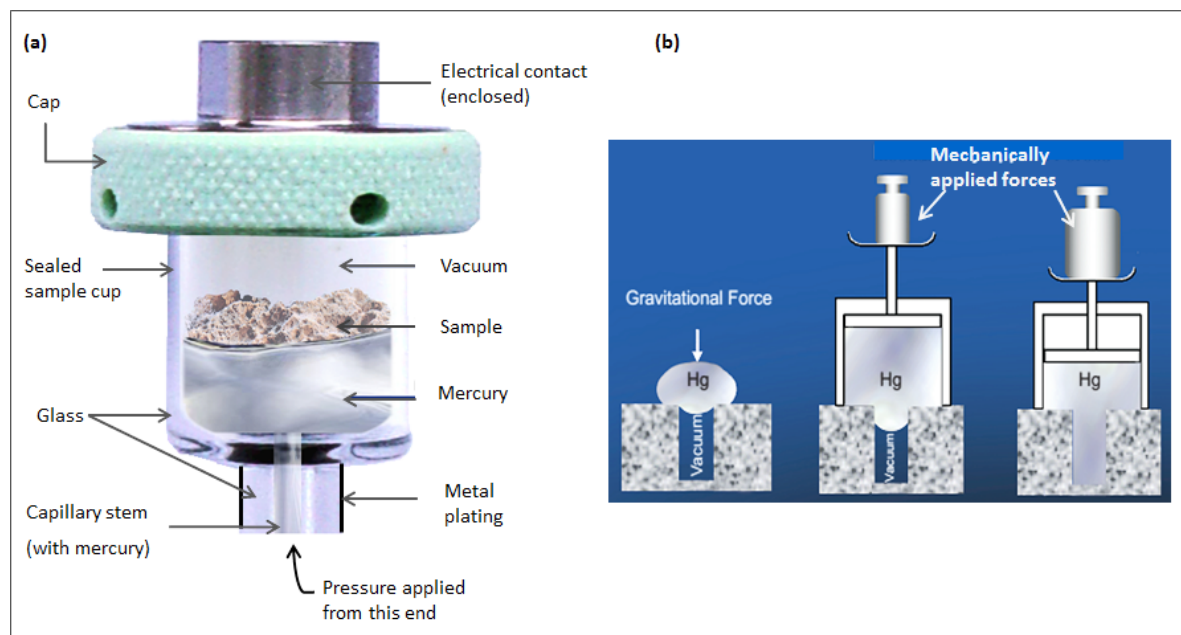 (a)
Electrical contact
(enclosed)
Cap
Vacuum
Sealed
sample cup
Sample
Mercury
Glass
Metal
plating
Capillary stem
(with mercury)
Pressure applied
from this end
(b)
Mechanically
applied forces
Gravitational Force
Hg
Vacuum
Hg
Vacuum
Hg